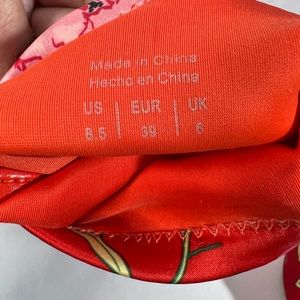 Made in China
Hecho en China
US EUR UK
8.5 39 6